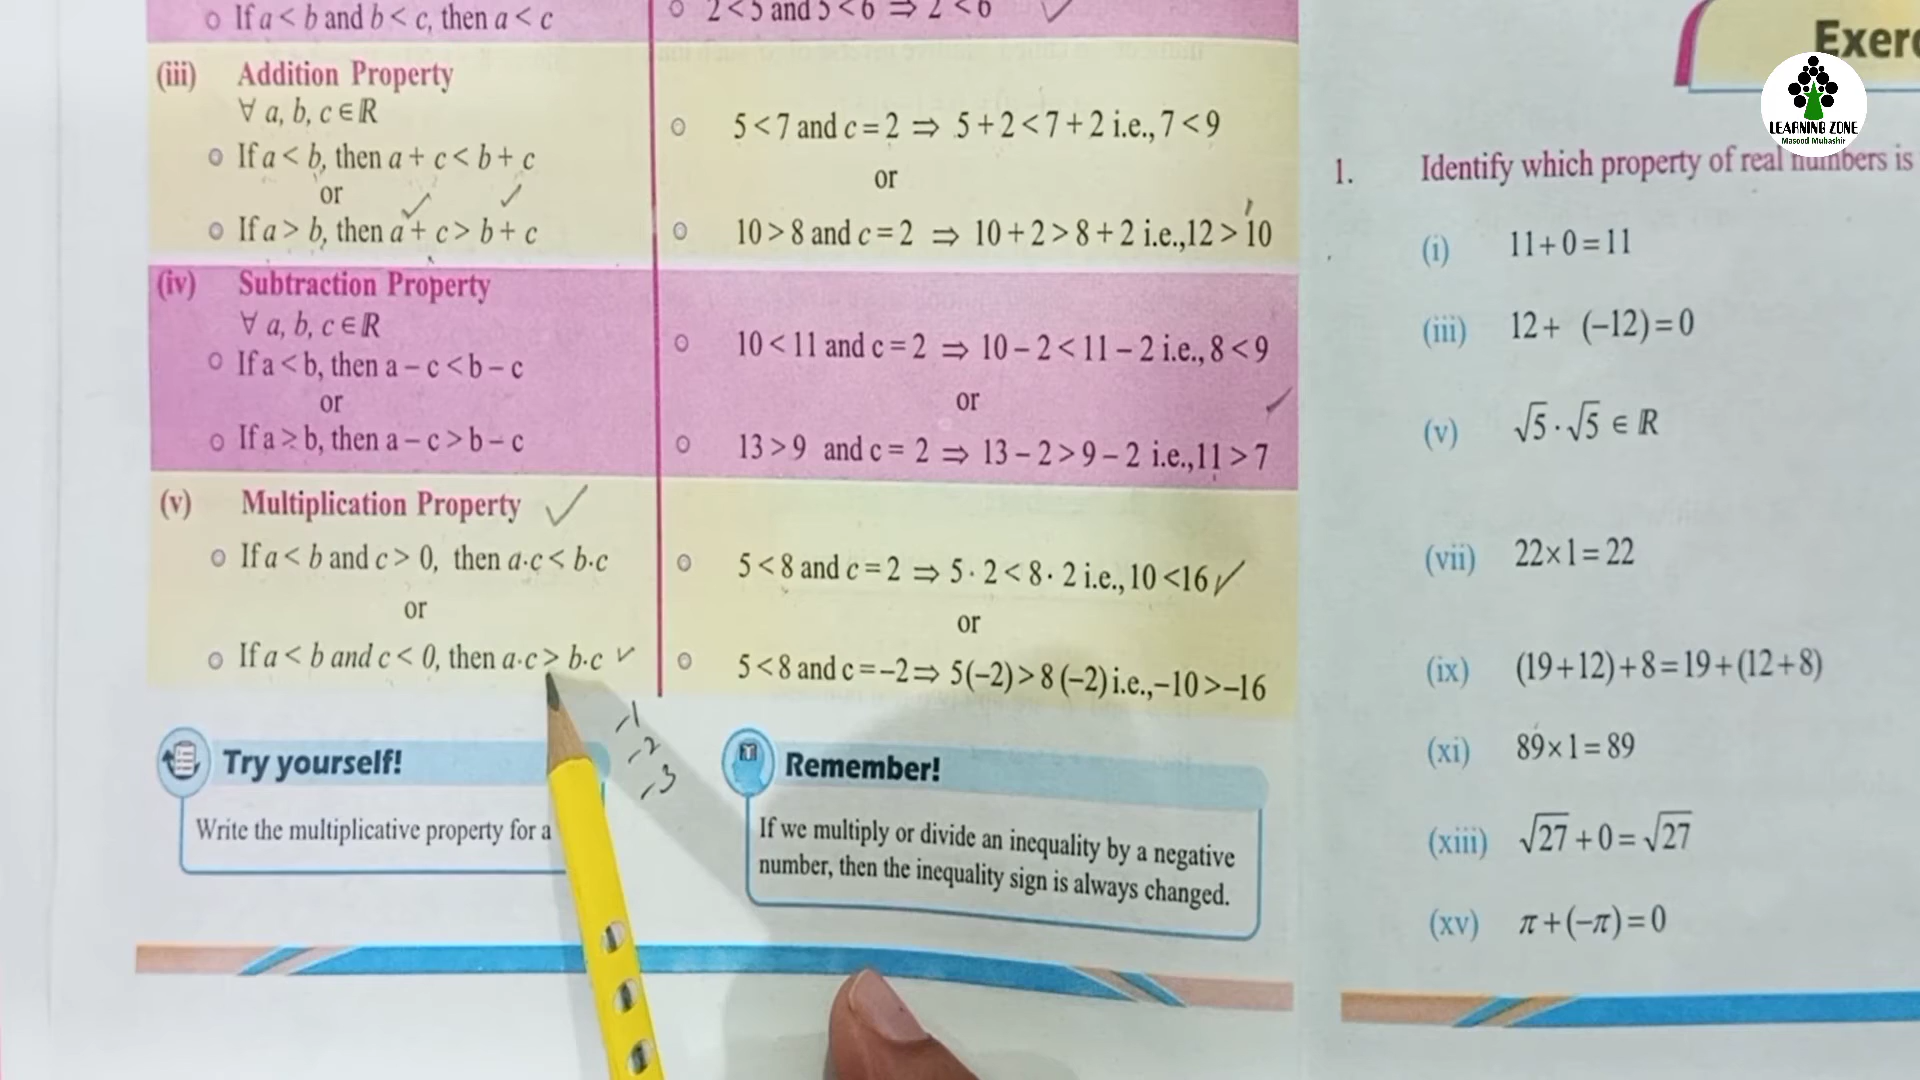 If a < b and b < c, then a < c
2 < 5 and 5 < 6 ⇒ 2 < 6
(iii) Addition Property
∀ a, b, c ∈ ℝ
If a < b, then a + c < b + c
or
If a > b, then a + c > b + c
5 < 7 and c = 2 ⇒ 5 + 2 < 7 + 2 i.e., 7 < 9
or
10 > 8 and c = 2 ⇒ 10 + 2 > 8 + 2 i.e., 12 > 10
(iv) Subtraction Property
∀ a, b, c ∈ ℝ
If a < b, then a – c < b – c
or
If a > b, then a – c > b – c
10 < 11 and c = 2 ⇒ 10 – 2 < 11 – 2 i.e., 8 < 9
or
13 > 9 and c = 2 ⇒ 13 – 2 > 9 – 2 i.e., 11 > 7
(v) Multiplication Property
If a < b and c > 0, then a·c < b·c
or
If a < b and c < 0, then a·c > b·c
5 < 8 and c = 2 ⇒ 5 · 2 < 8 · 2 i.e., 10 < 16
or
5 < 8 and c = –2 ⇒ 5(–2) > 8(–2) i.e., –10 > –16
-1
-2
-3
Try yourself!
Write the multiplicative property for a
Remember!
If we multiply or divide an inequality by a negative
number, then the inequality sign is always changed.
LEARNING ZONE
Masood Muhashir
1. Identify which property of real numbers is
(i) 11+0=11
(iii) 12+ (–12)=0
(v) √5·√5 ∈ ℝ
(vii) 22×1=22
(ix) (19+12)+8=19+(12+8)
(xi) 89×1=89
(xiii) √27+0=√27
(xv) π+(–π)=0